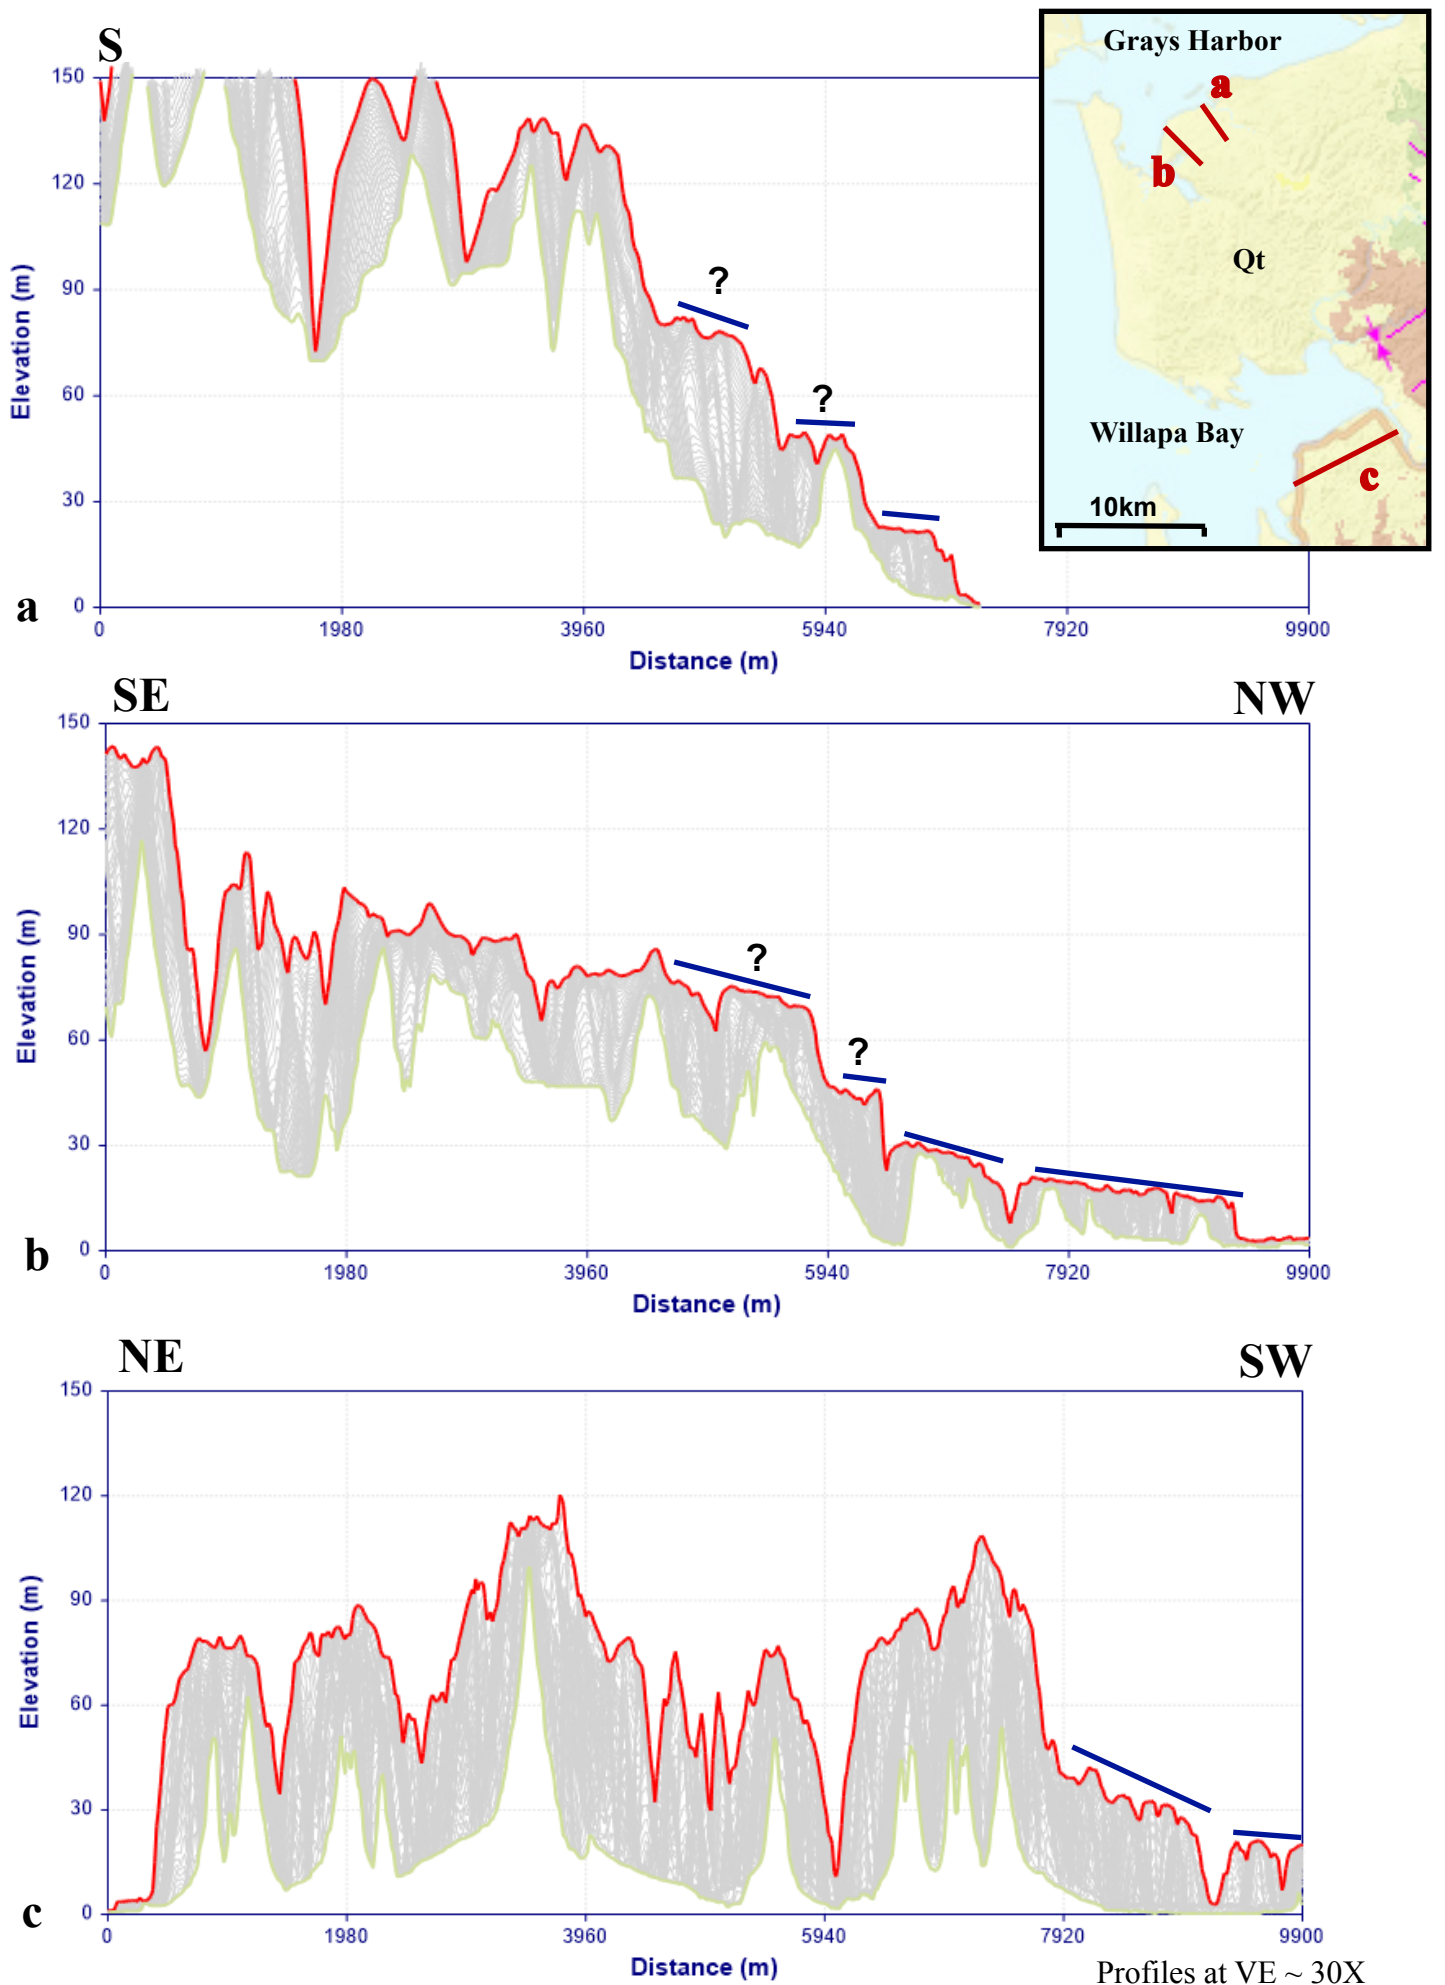 S
150
120
90
60
30
0
Elevation (m)
?
?
0
1980
3960
5940
7920
9900
Distance (m)
a
Grays Harbor
a
b
Qt
Willapa Bay
c
10km
SE
NW
150
120
90
60
30
0
Elevation (m)
?
?
0
1980
3960
5940
7920
9900
Distance (m)
b
NE
SW
150
120
90
60
30
0
Elevation (m)
0
1980
3960
5940
7920
9900
Distance (m)
c
Profiles at VE ~ 30X